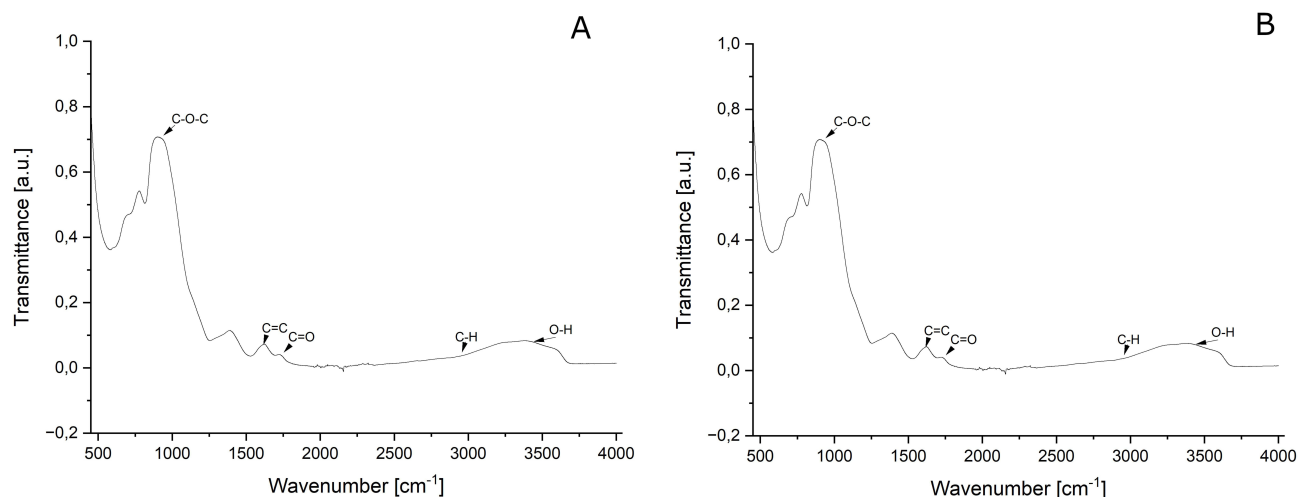 A
Transmittance [a.u.]
1,0
0,8
0,6
0,4
0,2
0,0
−0,2
C-O-C
C=C
C=O
C-H
O-H
500 1000 1500 2000 2500 3000 3500 4000
Wavenumber [cm⁻¹]
B
Transmittance [a.u.]
1,0
0,8
0,6
0,4
0,2
0,0
−0,2
C-O-C
C=C
C=O
C-H
O-H
500 1000 1500 2000 2500 3000 3500 4000
Wavenumber [cm⁻¹]